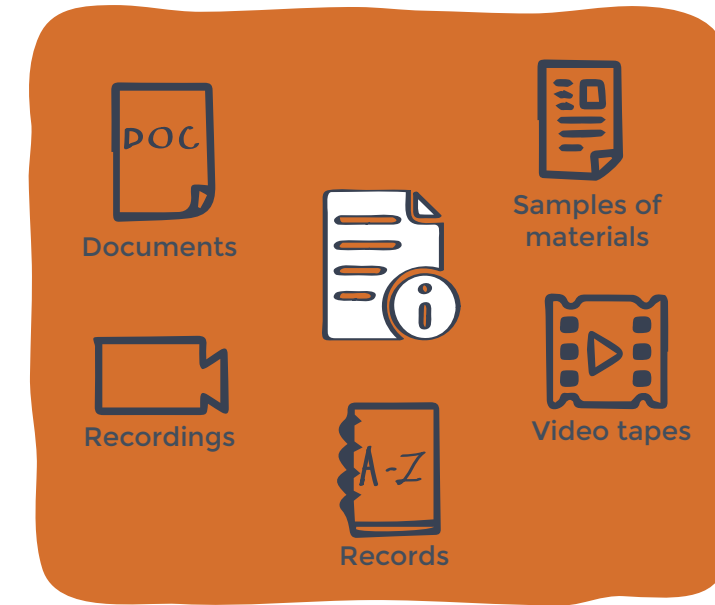 DOC
Documents
Samples of
materials
i
Recordings
Video tapes
A-Z
Records